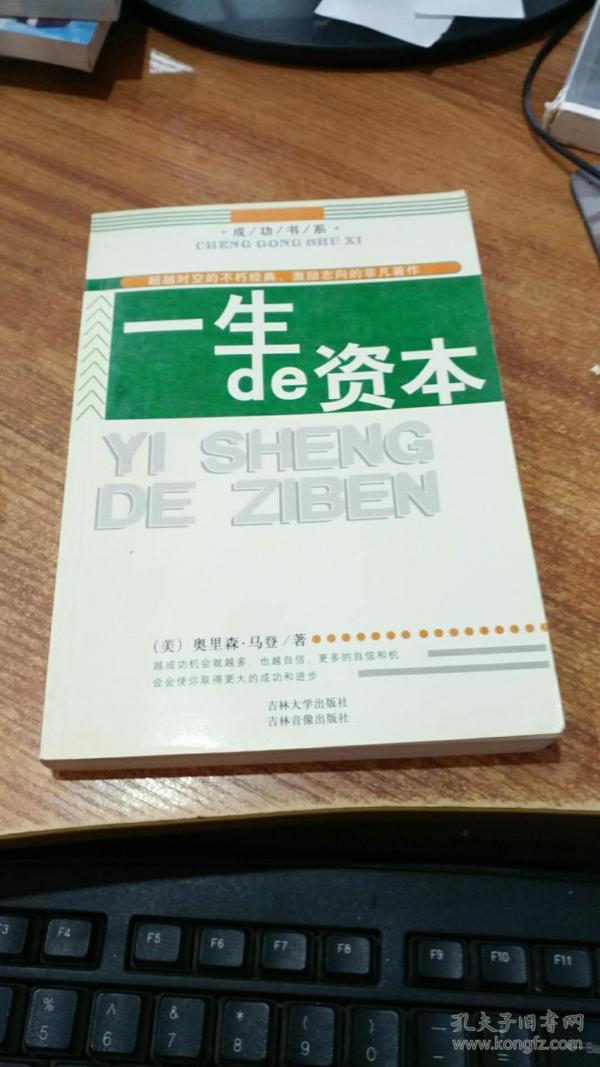 ·成/功/书/系·
CHENG GONG SHU XI
超越时空的不朽经典，激励志向的非凡著作
一生
de资本
YI SHENG
DE ZIBEN
（美）奥里森·马登/著
越成功机会就越多，也越自信，更多的自信和机
会会使你取得更大的成功和进步
吉林大学出版社
吉林音像出版社
F3 F4 F5 F6 F7 F8 F9 F10 F11
% 5 ^ 6 & 7 * 8 ( 9 ) 0
孔夫子旧书网
www.kongfz.com